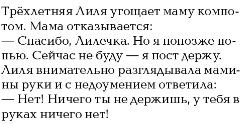 Трёхлетняя Лиля угощает маму компо-
том. Мама отказывается:
— Спасибо, Лилечка. Но я попозже по-
пью. Сейчас не буду — я пост держу.
Лиля внимательно разглядывала мами-
ны руки и с недоумением ответила:
— Нет! Ничего ты не держишь, у тебя в
руках ничего нет!